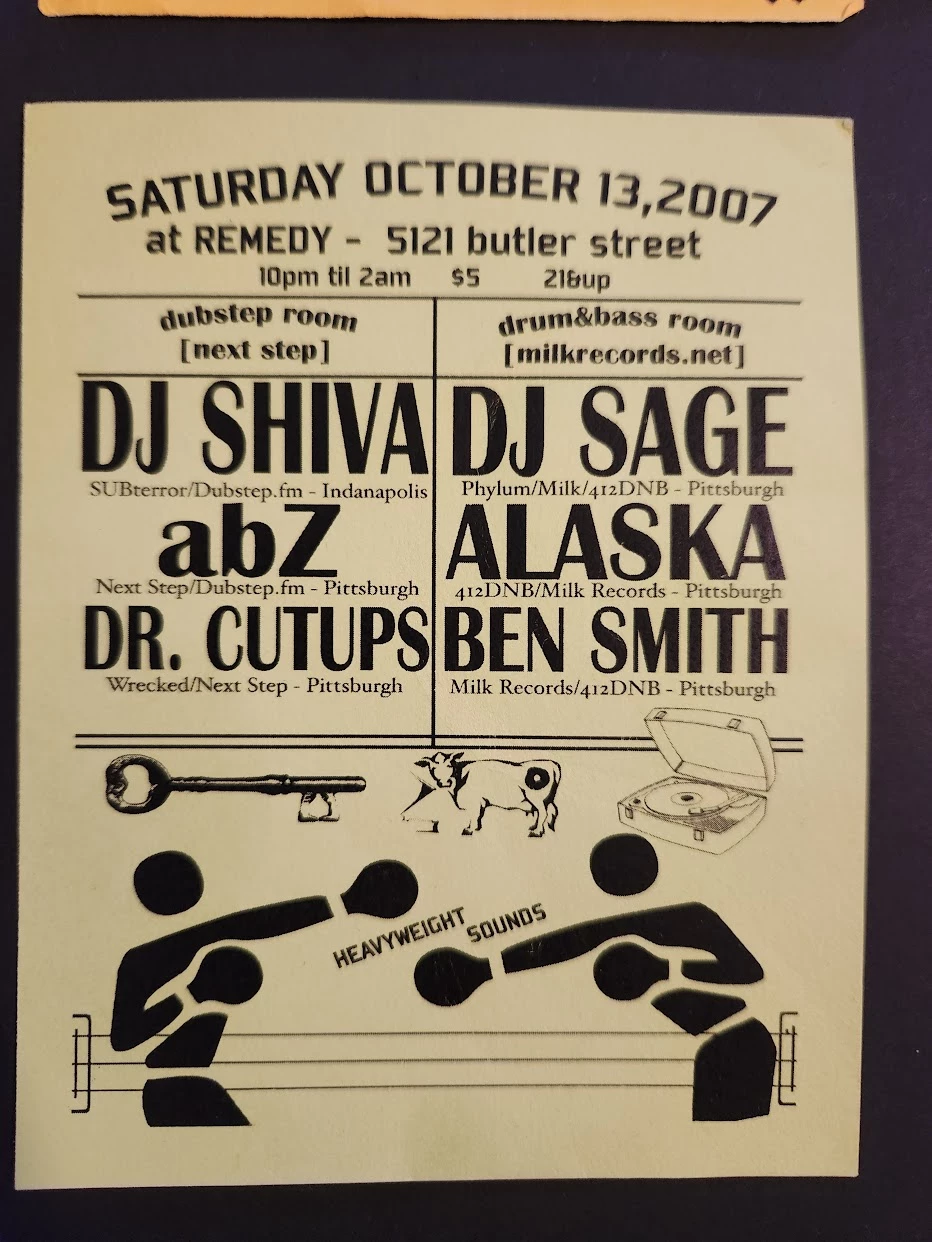 SATURDAY OCTOBER 13,2007
at REMEDY - 5121 butler street
10pm til 2am $5 21&up
dubstep room
[next step]
DJ SHIVA
SUBterror/Dubstep.fm - Indanapolis
abZ
Next Step/Dubstep.fm - Pittsburgh
DR. CUTUPS
Wrecked/Next Step - Pittsburgh
drum&bass room
[milkrecords.net]
DJ SAGE
Phylum/Milk/412DNB - Pittsburgh
ALASKA
412DNB/Milk Records - Pittsburgh
BEN SMITH
Milk Records/412DNB - Pittsburgh
HEAVYWEIGHT
SOUNDS